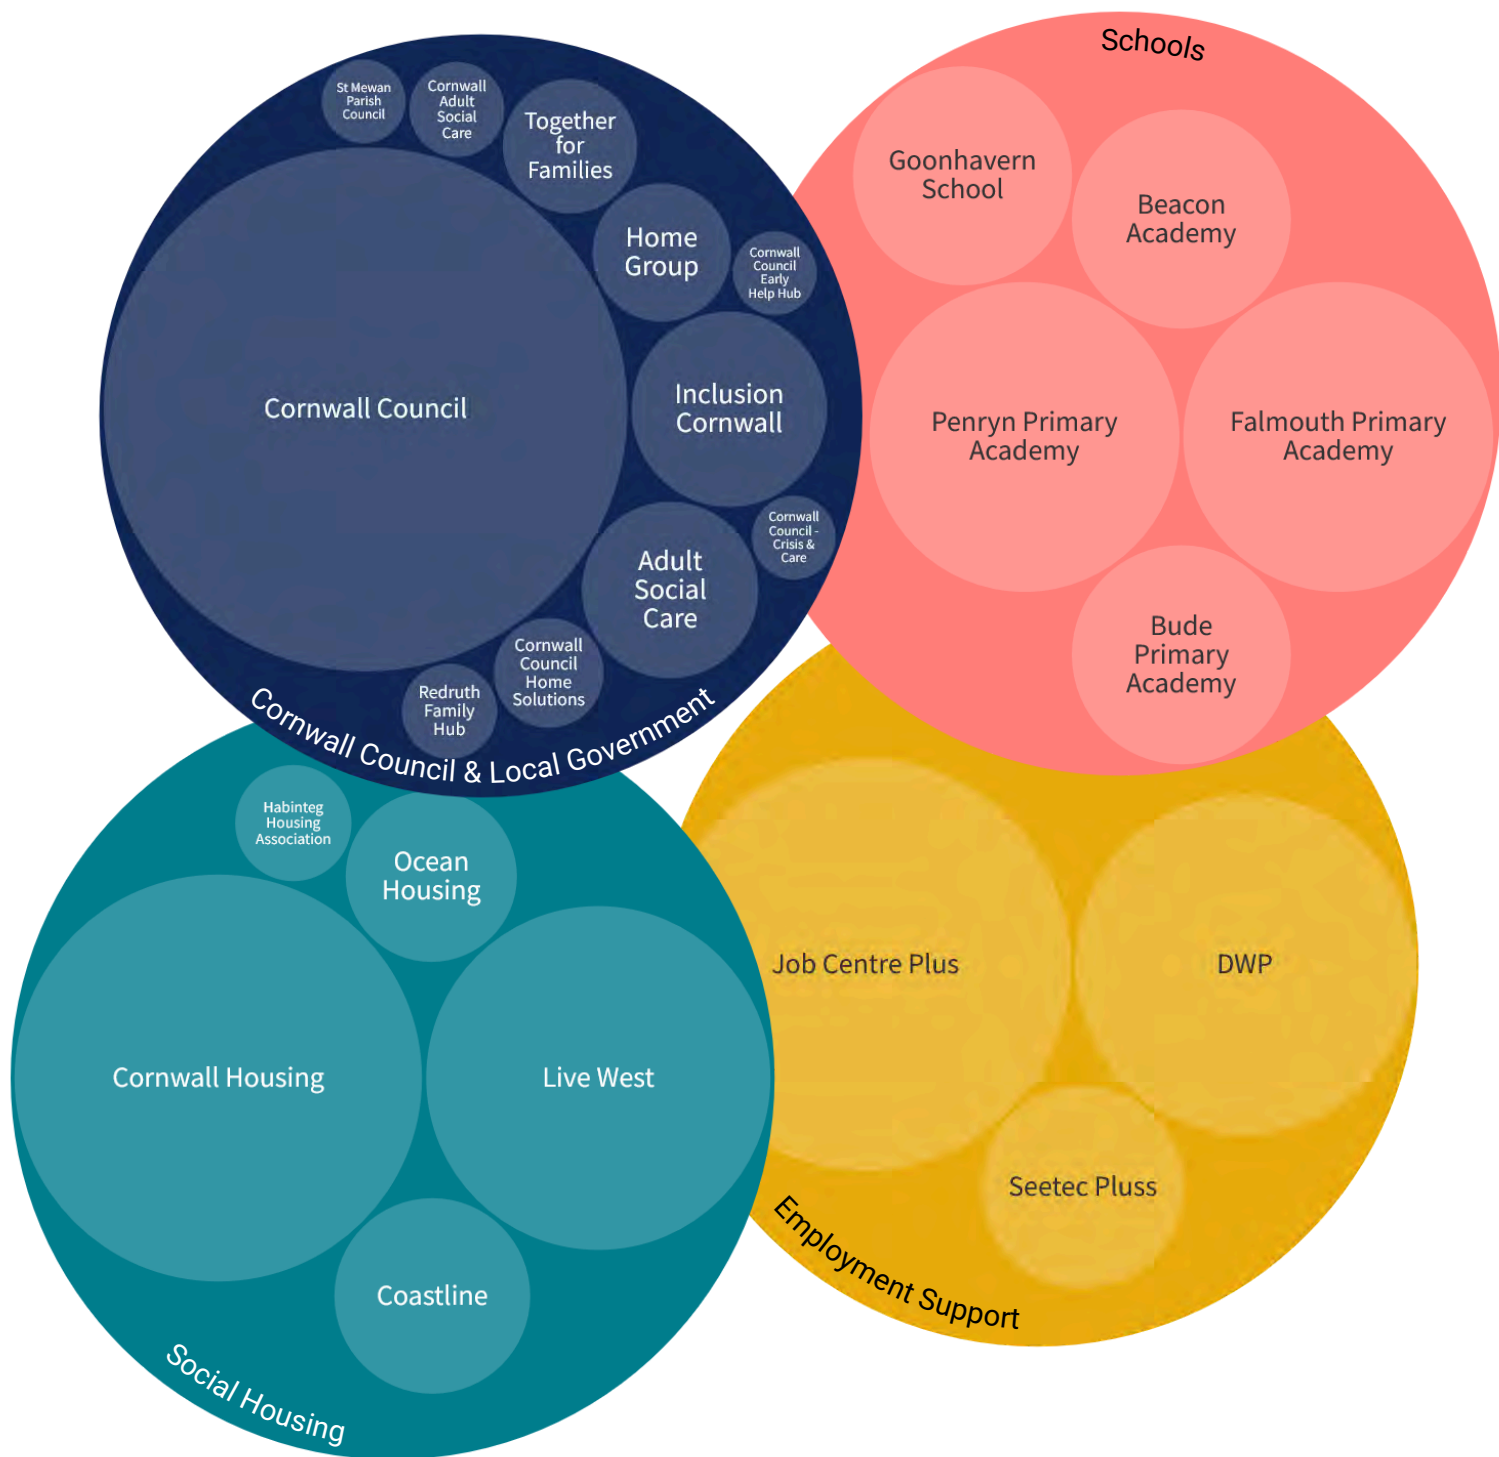 St Mewan
Parish
Council
Cornwall
Adult
Social
Care
Together
for
Families
Home
Group
Cornwall
Council
Early
Help Hub
Cornwall Council
Inclusion
Cornwall
Cornwall
Council -
Crisis &
Care
Adult
Social
Care
Cornwall
Council
Home
Solutions
Redruth
Family
Hub
Cornwall Council & Local Government
Schools
Goonhavern
School
Beacon
Academy
Penryn Primary
Academy
Falmouth Primary
Academy
Bude
Primary
Academy
Habinteg
Housing
Association
Ocean
Housing
Cornwall Housing
Live West
Coastline
Social Housing
Job Centre Plus
DWP
Seetec Pluss
Employment Support